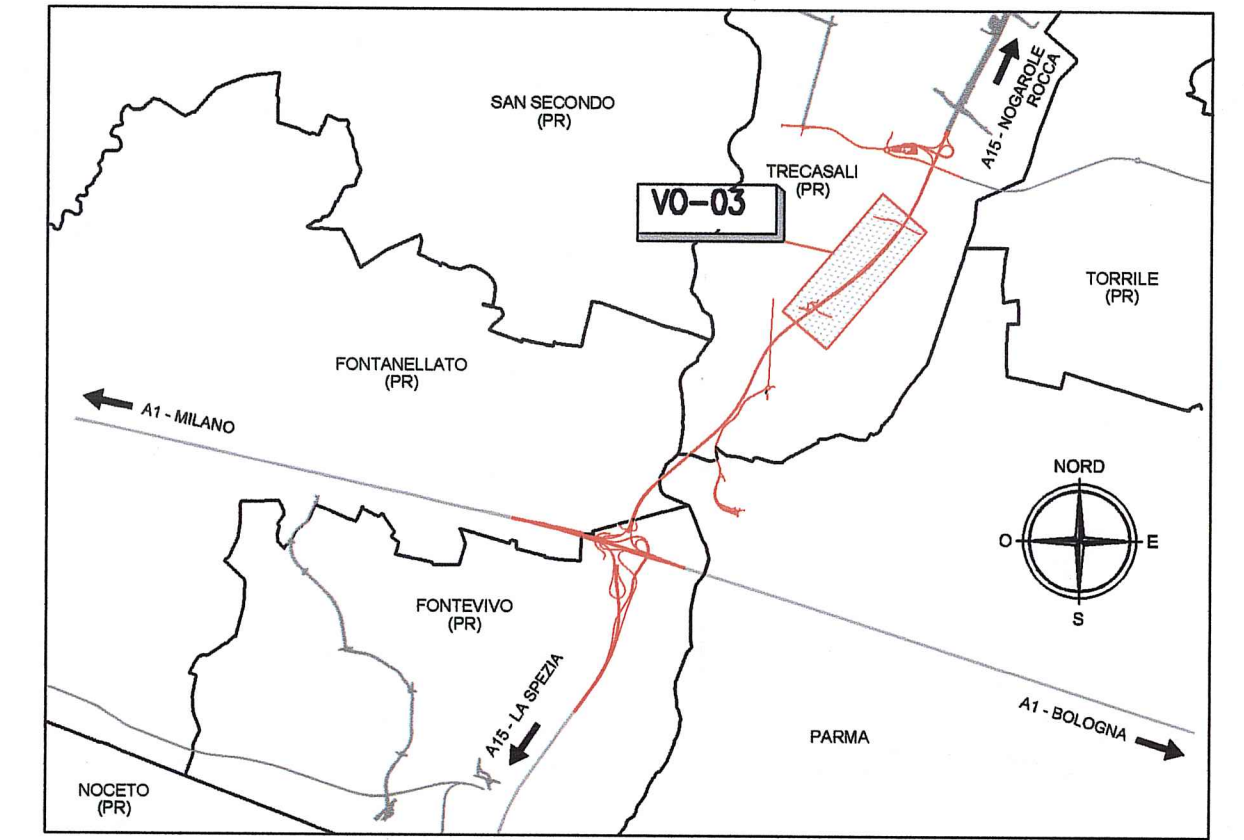 SAN SECONDO
(PR)
A15 - NOGAROLE
ROCCA
TRECASALI
(PR)
VO-03
TORRILE
(PR)
FONTANELLATO
(PR)
A1 - MILANO
NORD
O
E
S
FONTEVIVO
(PR)
A15 - LA SPEZIA
A1 - BOLOGNA
PARMA
NOCETO
(PR)